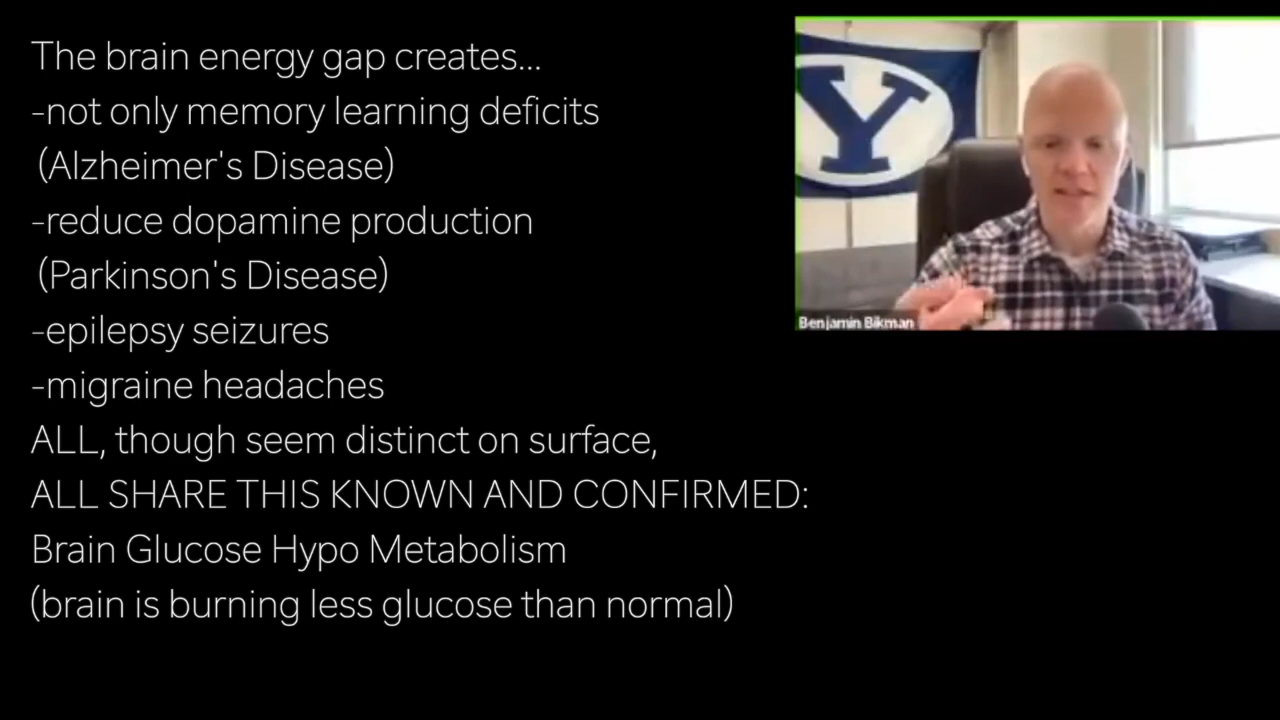 The brain energy gap creates...
-not only memory learning deficits
(Alzheimer's Disease)
-reduce dopamine production
(Parkinson's Disease)
-epilepsy seizures
-migraine headaches
ALL, though seem distinct on surface,
ALL SHARE THIS KNOWN AND CONFIRMED:
Brain Glucose Hypo Metabolism
(brain is burning less glucose than normal)
Y
Benjamin Bikman